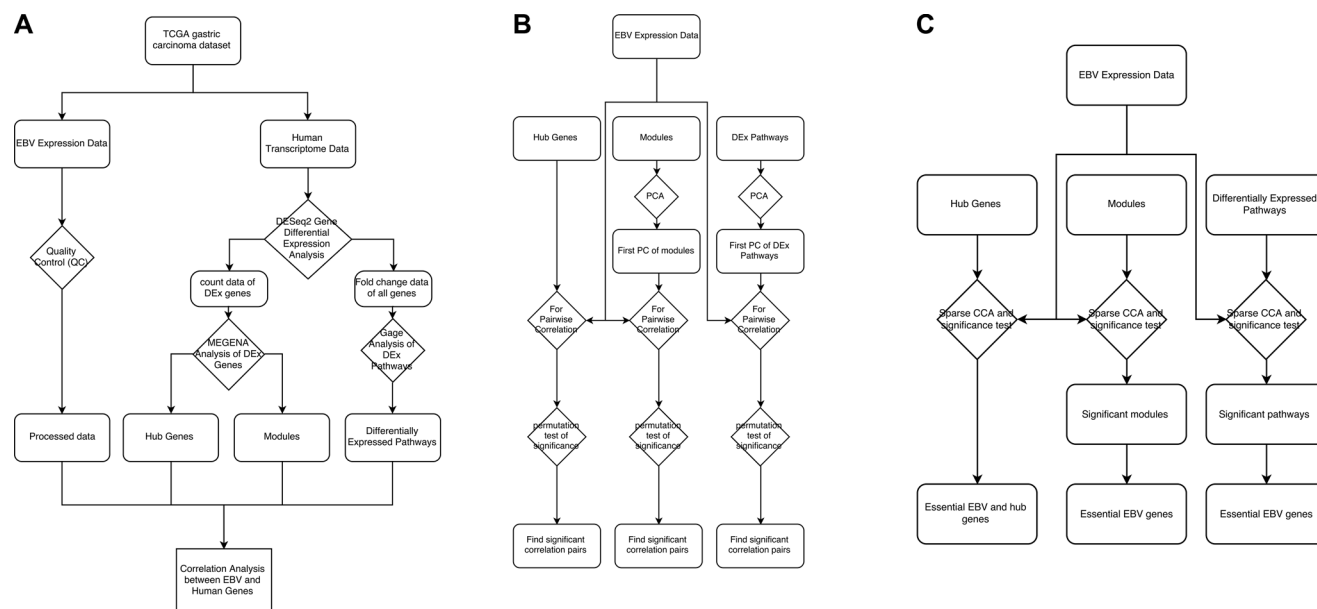 A
TCGA gastric
carcinoma dataset
EBV Expression Data
Human
Transcriptome Data
Quality
Control (QC)
DESeq2 Gene
Differential
Expression
Analysis
count data of
DEx genes
Fold change data
of all genes
MEGENA
Analysis of DEx
Genes
Gage
Analysis of
DEx
Pathways
Processed data
Hub Genes
Modules
Differentially
Expressed Pathways
Correlation Analysis
between EBV and
Human Genes
B
EBV Expression Data
Hub Genes
Modules
DEx Pathways
PCA
PCA
First PC of modules
First PC of DEx
Pathways
For
Pairwise
Correlation
For
Pairwise
Correlation
For
Pairwise
Correlation
permutation
test of
significance
permutation
test of
significance
permutation
test of
significance
Find significant
correlation pairs
Find significant
correlation pairs
Find significant
correlation pairs
C
EBV Expression Data
Hub Genes
Modules
Differentially Expressed
Pathways
Sparse CCA and
significance test
Sparse CCA and
significance test
Sparse CCA and
significance test
Significant modules
Significant pathways
Essential EBV and hub
genes
Essential EBV genes
Essential EBV genes